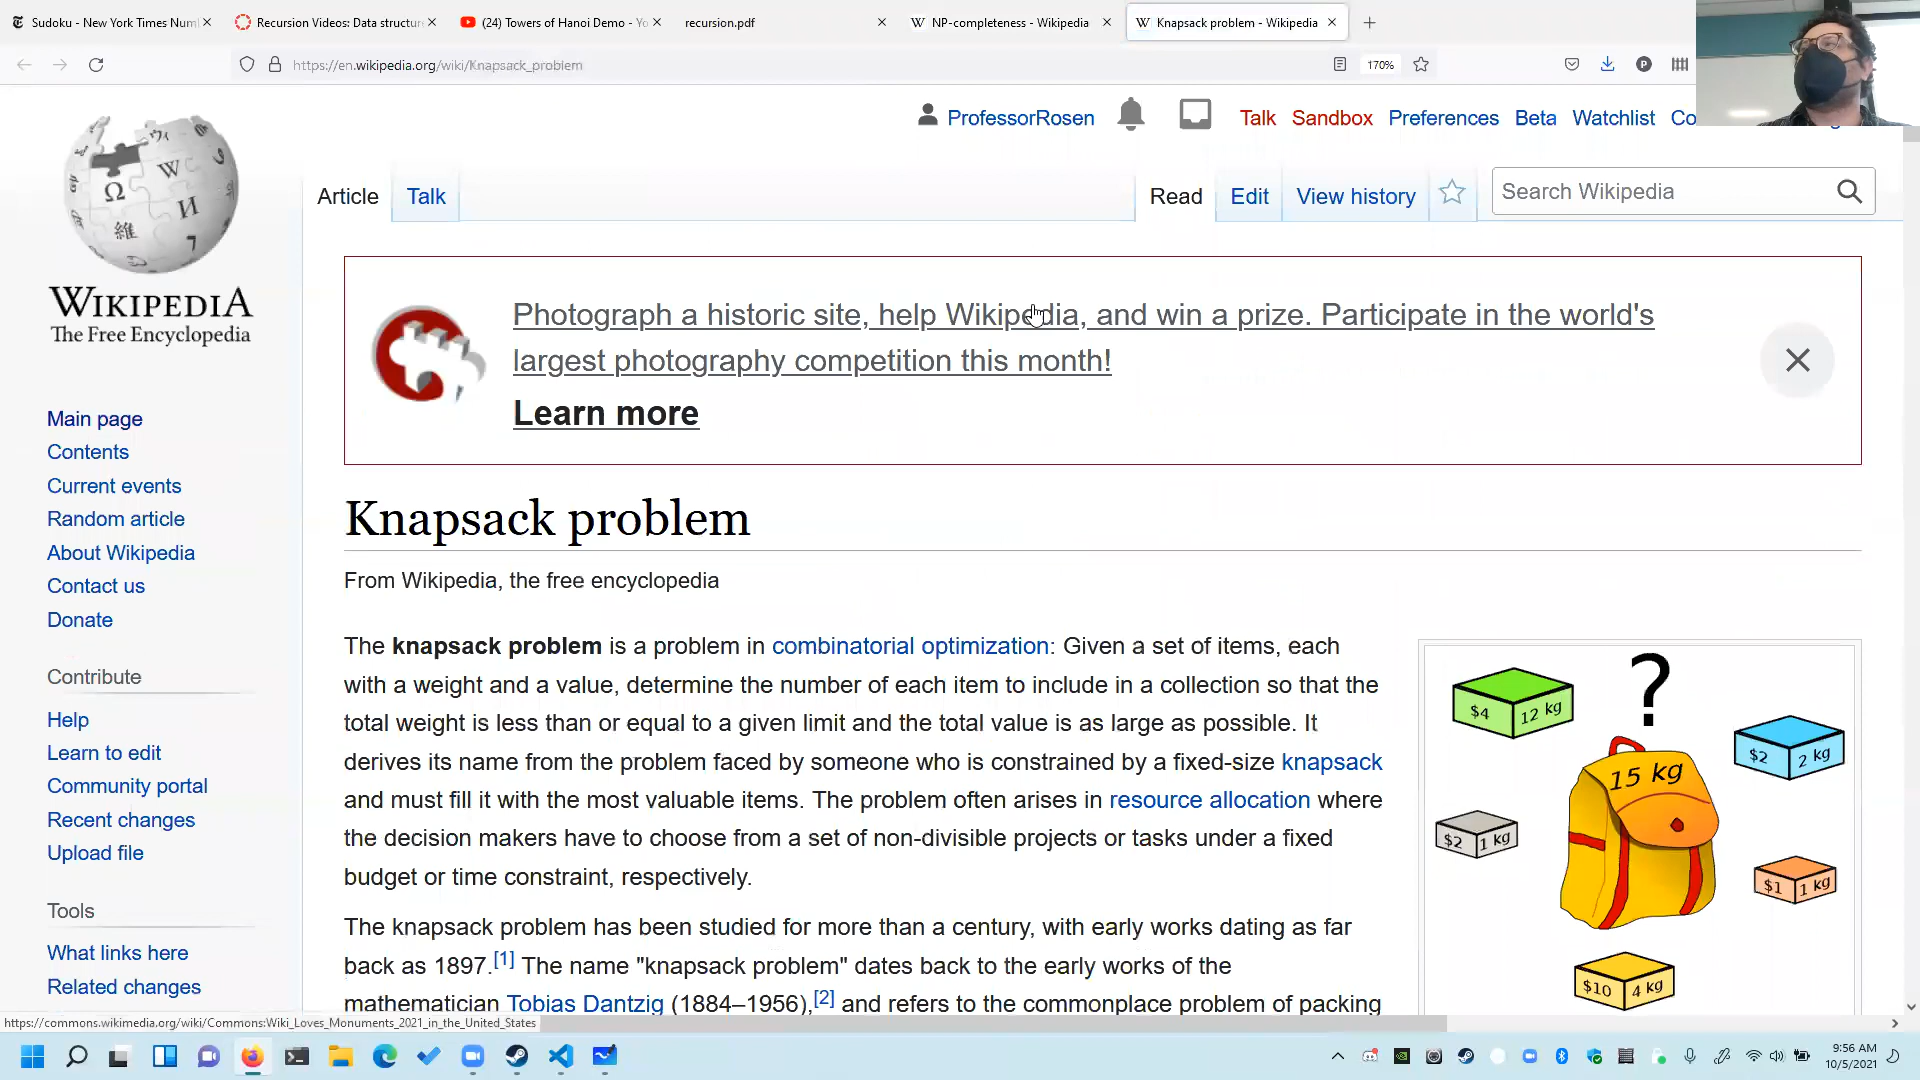 Sudoku - New York Times Num
Recursion Videos: Data structur
(24) Towers of Hanoi Demo - Yo
recursion.pdf
NP-completeness - Wikipedia
Knapsack problem - Wikipedia
https://en.wikipedia.org/wiki/Knapsack_problem
170%
ProfessorRosen
Talk
Sandbox
Preferences
Beta
Watchlist
Co
Article
Talk
Read
Edit
View history
Search Wikipedia
WIKIPEDIA
The Free Encyclopedia
Main page
Contents
Current events
Random article
About Wikipedia
Contact us
Donate
Contribute
Help
Learn to edit
Community portal
Recent changes
Upload file
Tools
What links here
Related changes
Photograph a historic site, help Wikipedia, and win a prize. Participate in the world's
largest photography competition this month!
Learn more
Knapsack problem
From Wikipedia, the free encyclopedia
The knapsack problem is a problem in combinatorial optimization: Given a set of items, each
with a weight and a value, determine the number of each item to include in a collection so that the
total weight is less than or equal to a given limit and the total value is as large as possible. It
derives its name from the problem faced by someone who is constrained by a fixed-size knapsack
and must fill it with the most valuable items. The problem often arises in resource allocation where
the decision makers have to choose from a set of non-divisible projects or tasks under a fixed
budget or time constraint, respectively.
The knapsack problem has been studied for more than a century, with early works dating as far
back as 1897.[1] The name "knapsack problem" dates back to the early works of the
mathematician Tobias Dantzig (1884–1956),[2] and refers to the commonplace problem of packing
?
$4 12 kg
$2 2 kg
15 kg
$2 1 kg
$1 1 kg
$10 4 kg
https://commons.wikimedia.org/wiki/Commons:Wiki_Loves_Monuments_2021_in_the_United_States
9:56 AM
10/5/2021